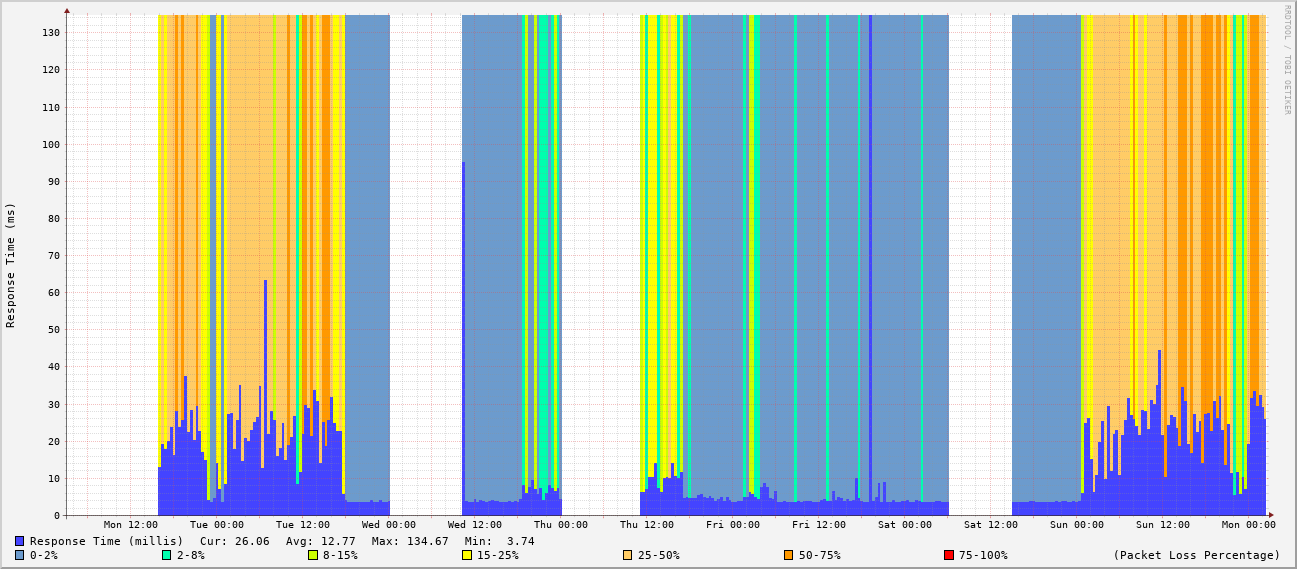 RRDTOOL / TOBI OETIKER
Response Time (ms)
130
120
110
100
90
80
70
60
50
40
30
20
10
0
Mon 12:00 Tue 00:00 Tue 12:00 Wed 00:00 Wed 12:00 Thu 00:00 Thu 12:00 Fri 00:00 Fri 12:00 Sat 00:00 Sat 12:00 Sun 00:00 Sun 12:00 Mon 00:00
Response Time (millis) Cur: 26.06 Avg: 12.77 Max: 134.67 Min: 3.74
0-2% 2-8% 8-15% 15-25% 25-50% 50-75% 75-100% (Packet Loss Percentage)